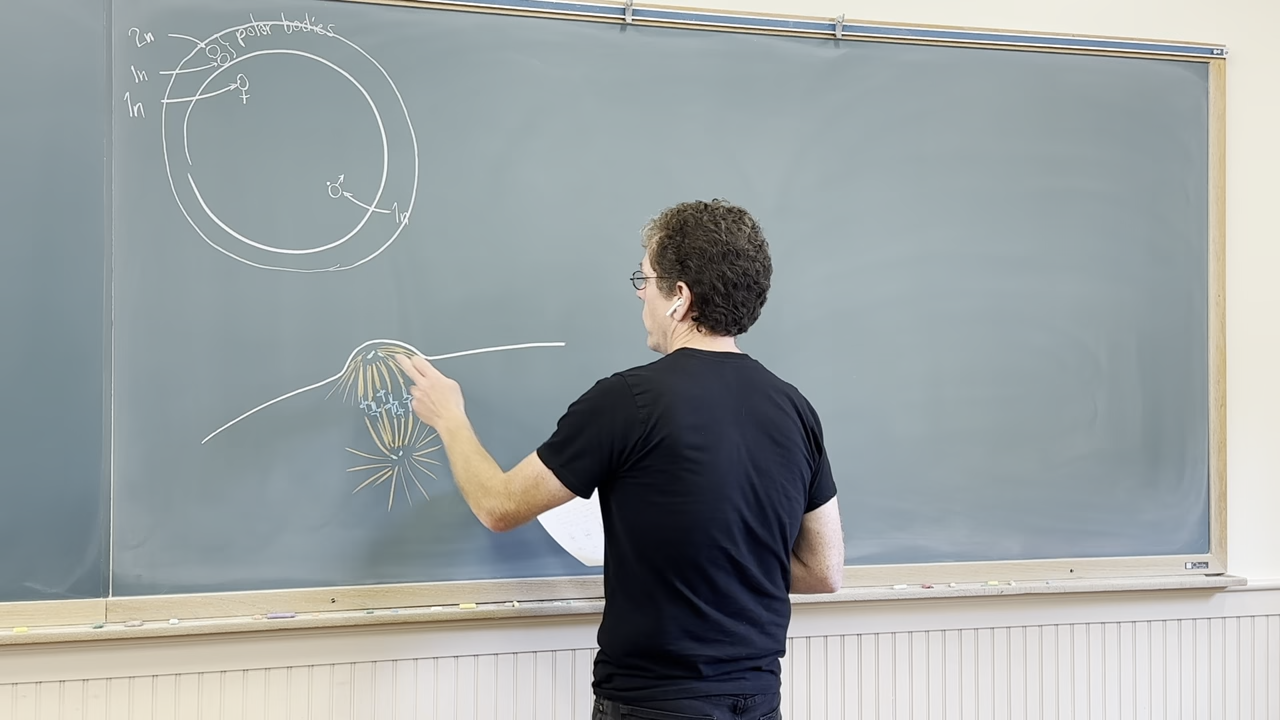 2n
polar bodies
1n
♀
1n
♂
1n